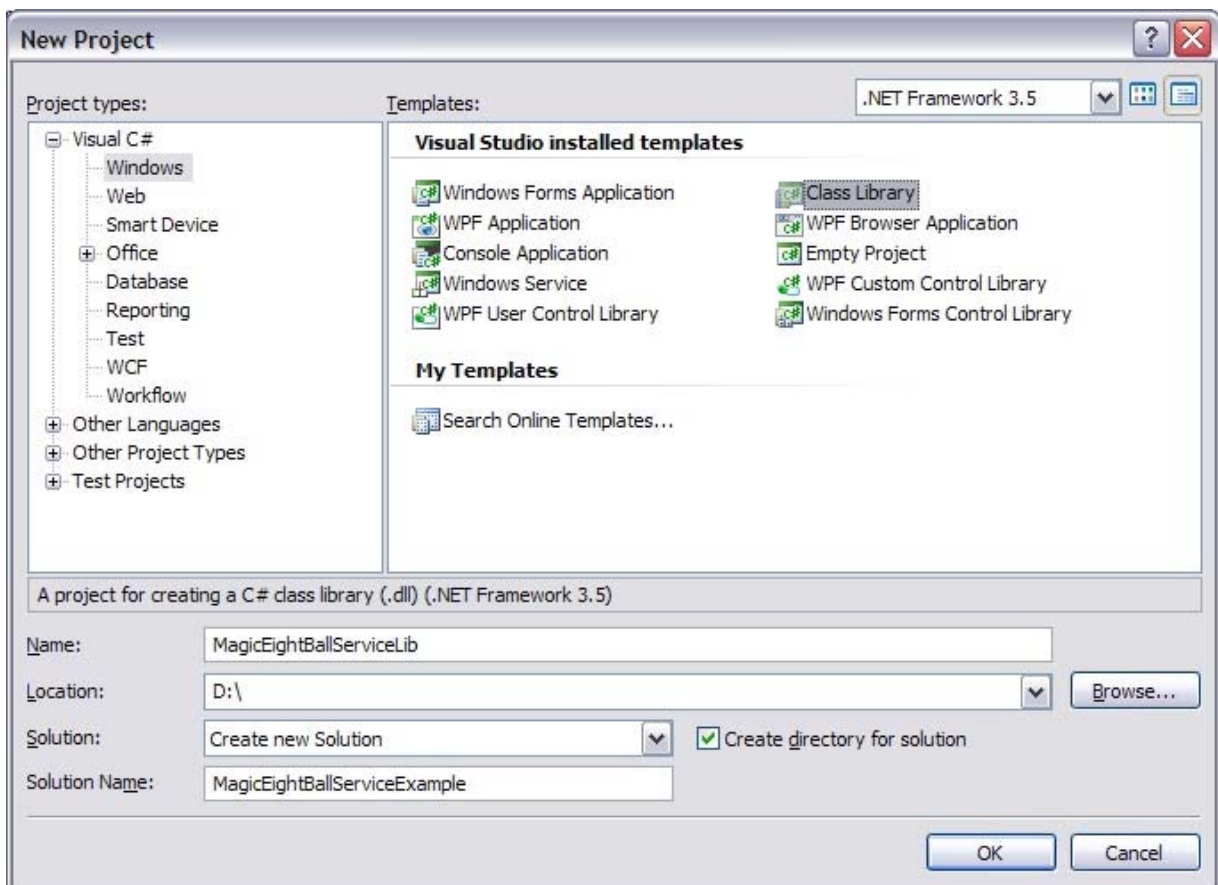 New Project
Project types:
Templates:
.NET Framework 3.5
Visual C#
Windows
Web
Smart Device
Office
Database
Reporting
Test
WCF
Workflow
Other Languages
Other Project Types
Test Projects
Visual Studio installed templates
Windows Forms Application
Class Library
WPF Application
WPF Browser Application
Console Application
Empty Project
Windows Service
WPF Custom Control Library
WPF User Control Library
Windows Forms Control Library
My Templates
Search Online Templates...
A project for creating a C# class library (.dll) (.NET Framework 3.5)
Name:
MagicEightBallServiceLib
Location:
D:\
Browse...
Solution:
Create new Solution
Create directory for solution
Solution Name:
MagicEightBallServiceExample
OK
Cancel